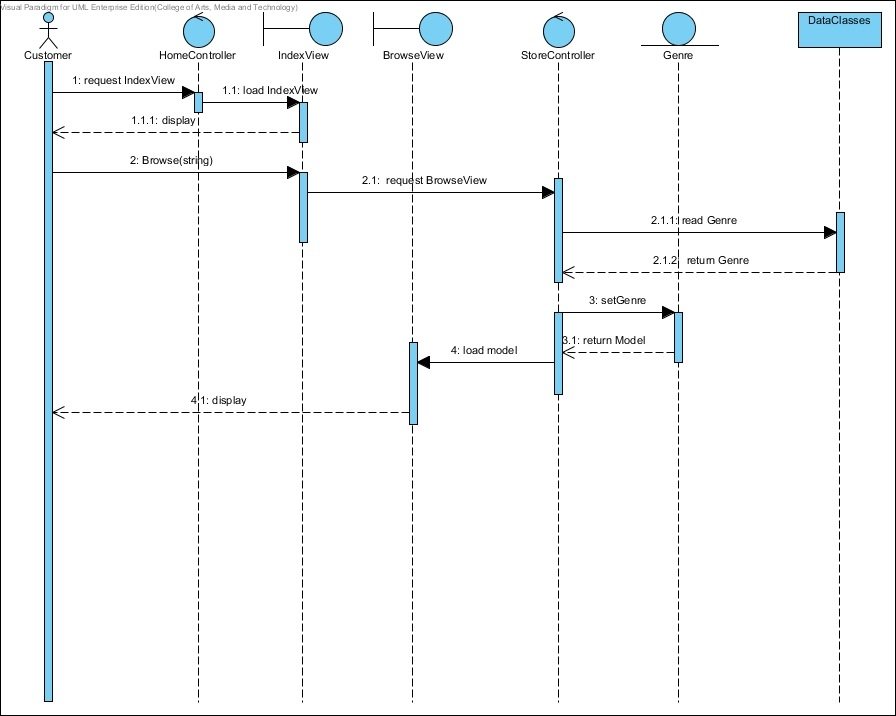 Visual Paradigm for UML Enterprise Edition(College of Arts, Media and Technology)
Customer
HomeController
IndexView
BrowseView
StoreController
Genre
DataClasses
1: request IndexView
1.1: load IndexView
1.1.1: display
2: Browse(string)
2.1: request BrowseView
2.1.1: read Genre
2.1.2: return Genre
3: setGenre
3.1: return Model
4: load model
4.1: display